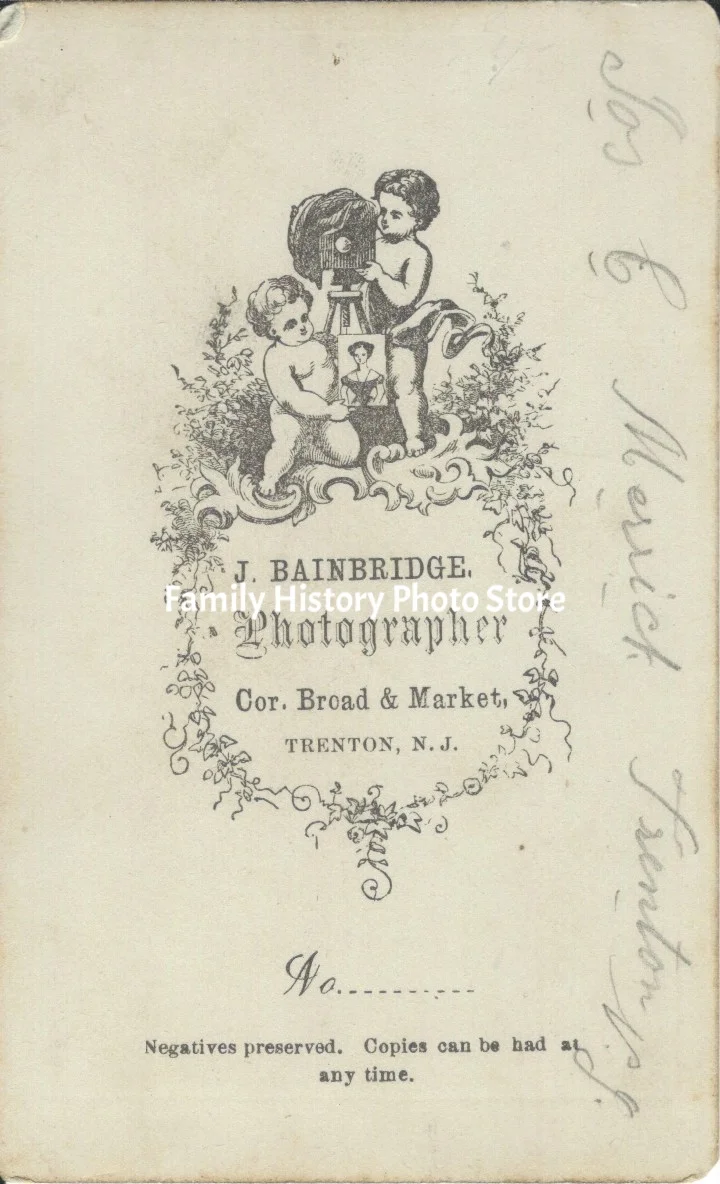 J. BAINBRIDGE,
Family History Photo Store
Photographer
Cor. Broad & Market,
TRENTON, N. J.
No.
Negatives preserved. Copies can be had at
any time.
Jos C Merrick Trenton N.J.